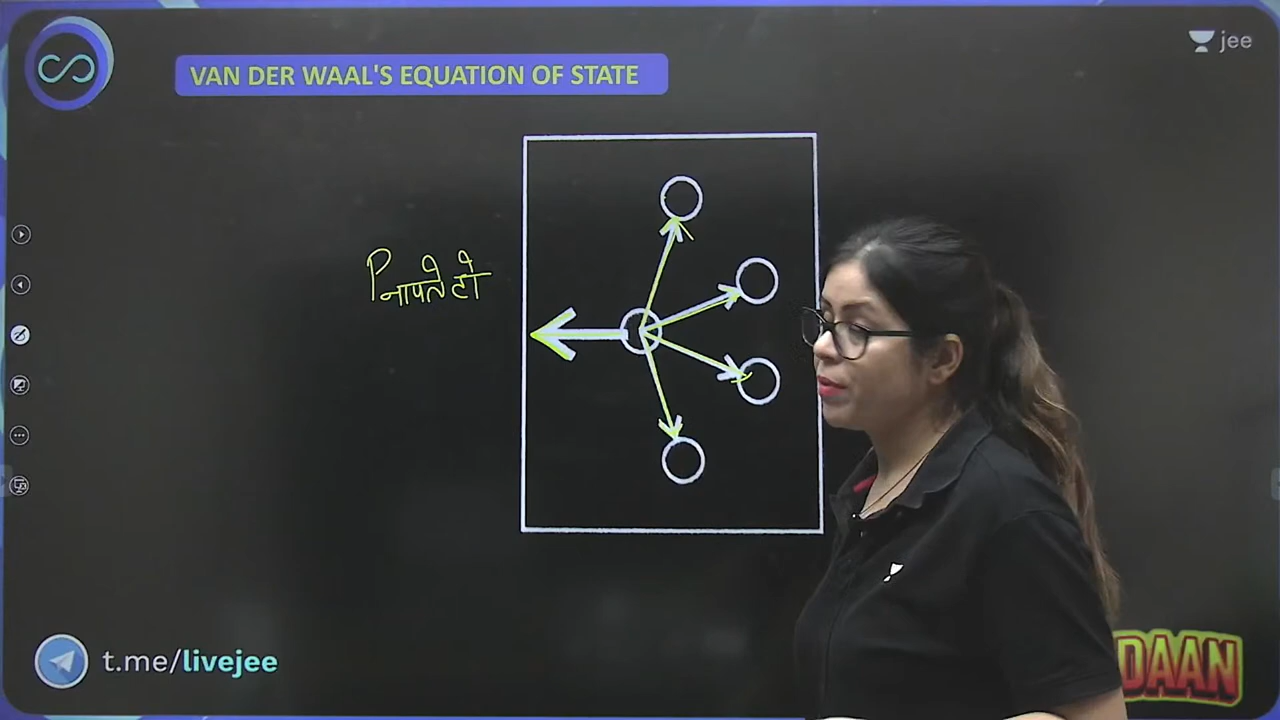 jee
VAN DER WAAL'S EQUATION OF STATE
P नापते
t.me/livejee
DAAN